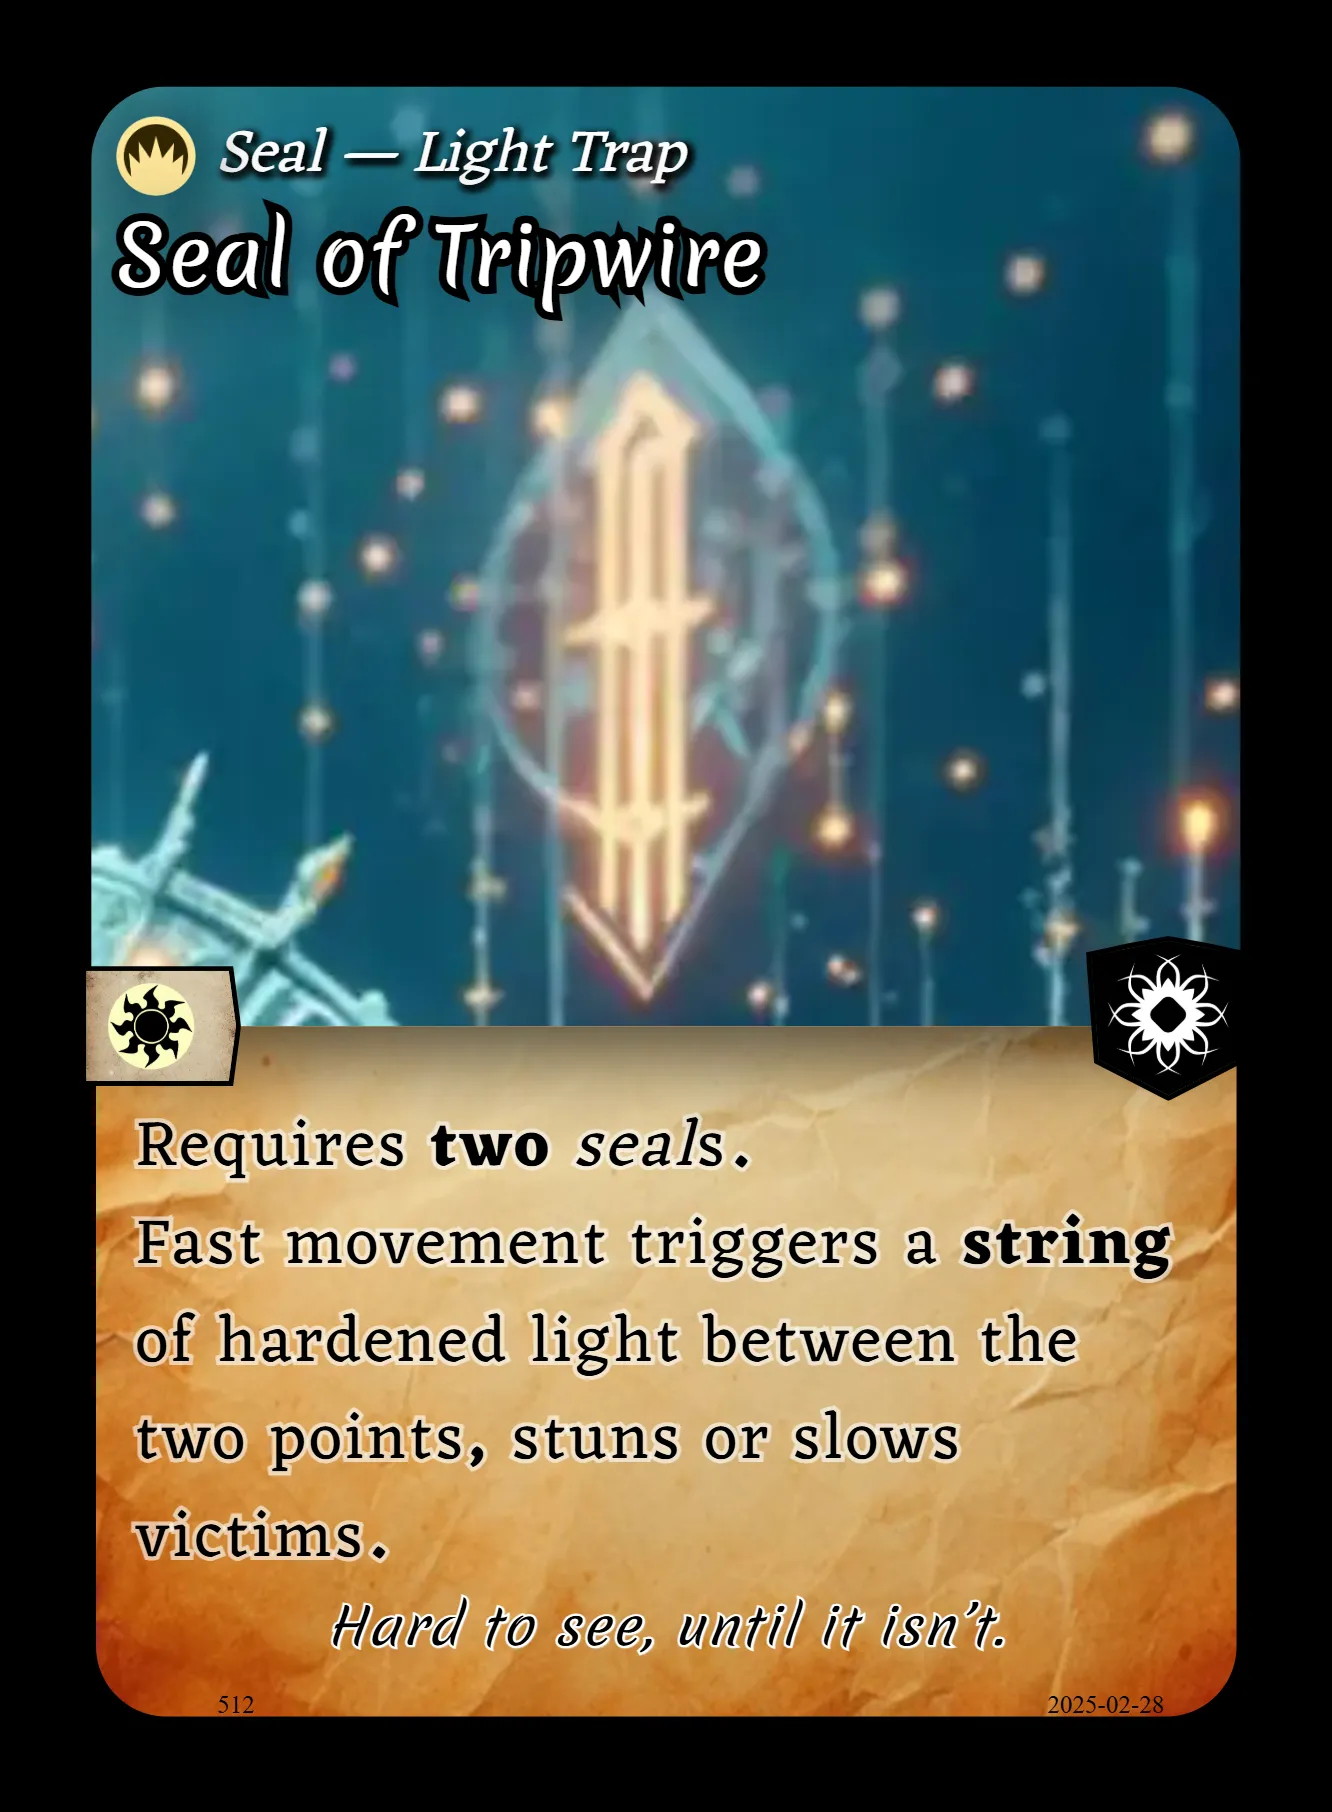 Seal — Light Trap
Seal of Tripwire
Requires two seals.
Fast movement triggers a string
of hardened light between the
two points, stuns or slows
victims.
Hard to see, until it isn’t.
512
2025-02-28